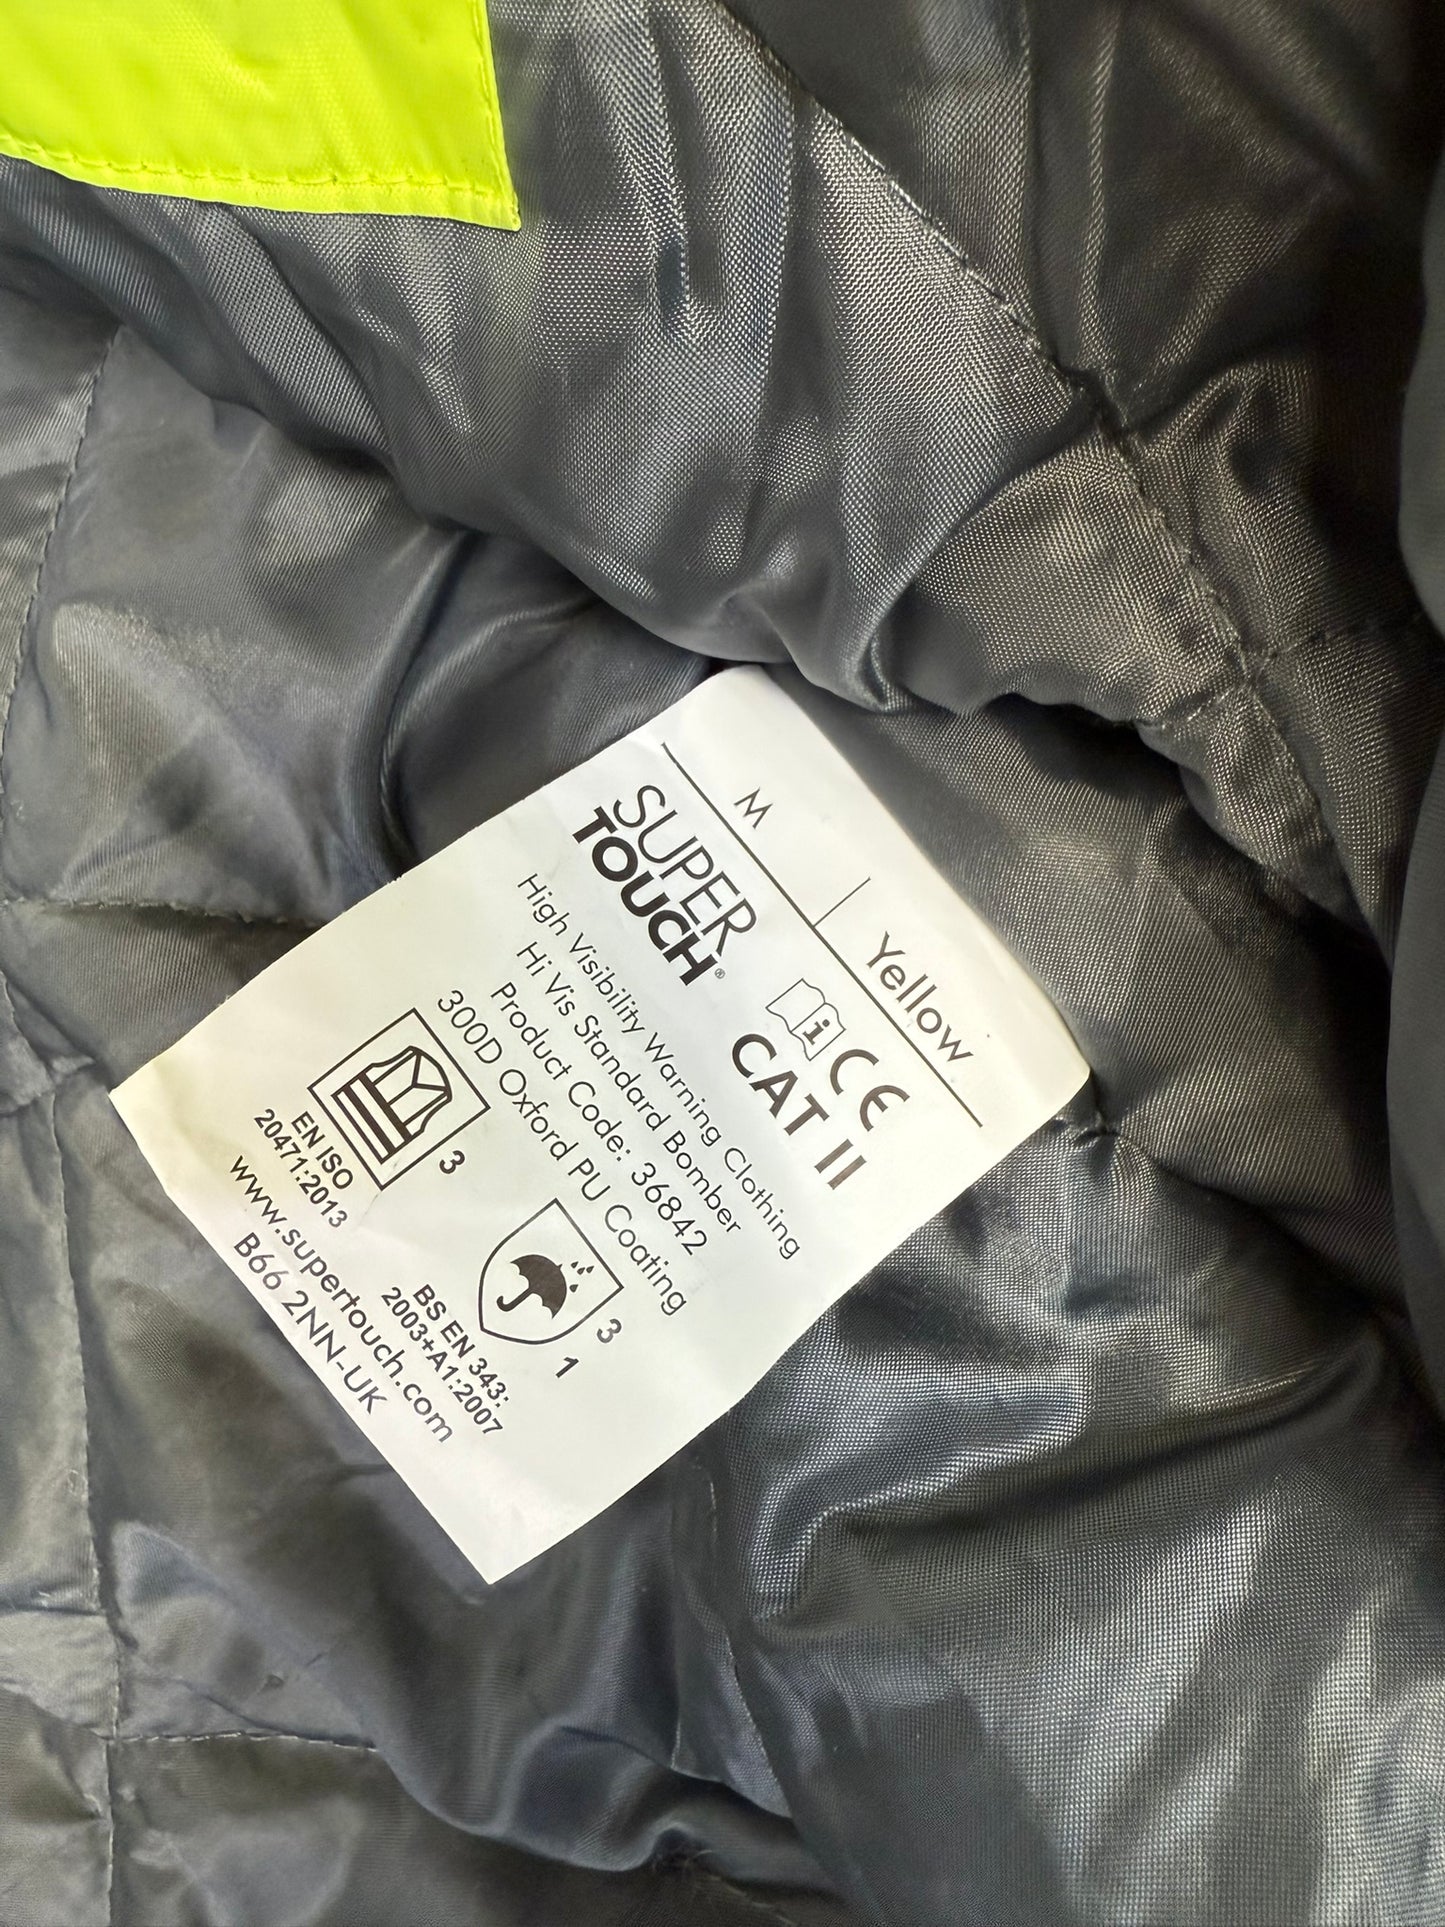 M
Yellow
SUPER
TOUCH®
i CE
CAT II
High Visibility Warning Clothing
Hi Vis Standard Bomber
Product Code: 36842
300D Oxford PU Coating
3
EN ISO
20471:2013
3
1
BS EN 343:
2003+A1:2007
www.supertouch.com
B66 2NN-UK